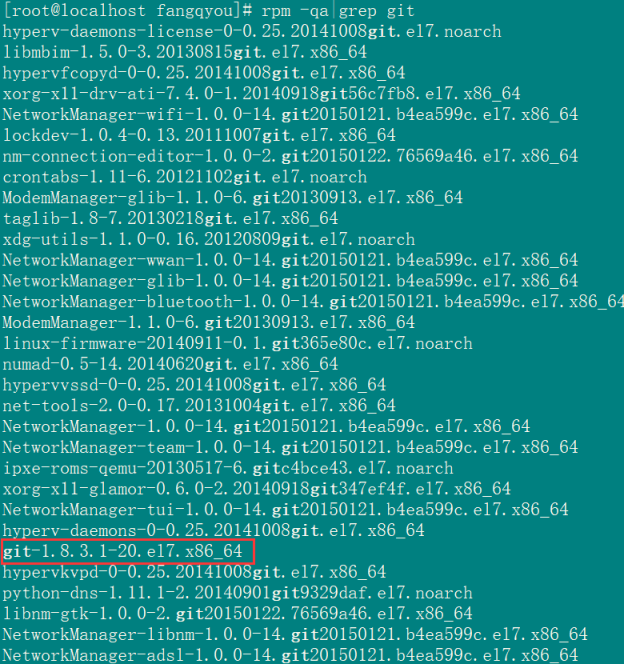 [root@localhost fangqyou]# rpm -qa|grep git
hyperv-daemons-license-0-0.25.20141008git.el7.noarch
libmbim-1.5.0-3.20130815git.el7.x86_64
hypervfcopyd-0-0.25.20141008git.el7.x86_64
xorg-x11-drv-ati-7.4.0-1.20140918git56c7fb8.el7.x86_64
NetworkManager-wifi-1.0.0-14.git20150121.b4ea599c.el7.x86_64
lockdev-1.0.4-0.13.20111007git.el7.x86_64
nm-connection-editor-1.0.0-2.git20150122.76569a46.el7.x86_64
crontabs-1.11-6.20121102git.el7.noarch
ModemManager-glib-1.1.0-6.git20130913.el7.x86_64
taglib-1.8-7.20130218git.el7.x86_64
xdg-utils-1.1.0-0.16.20120809git.el7.noarch
NetworkManager-wwan-1.0.0-14.git20150121.b4ea599c.el7.x86_64
NetworkManager-glib-1.0.0-14.git20150121.b4ea599c.el7.x86_64
NetworkManager-bluetooth-1.0.0-14.git20150121.b4ea599c.el7.x86_64
ModemManager-1.1.0-6.git20130913.el7.x86_64
linux-firmware-20140911-0.1.git365e80c.el7.noarch
numad-0.5-14.20140620git.el7.x86_64
hypervvssd-0-0.25.20141008git.el7.x86_64
net-tools-2.0-0.17.20131004git.el7.x86_64
NetworkManager-1.0.0-14.git20150121.b4ea599c.el7.x86_64
NetworkManager-team-1.0.0-14.git20150121.b4ea599c.el7.x86_64
ipxe-roms-qemu-20130517-6.gitc4bce43.el7.noarch
xorg-x11-glamor-0.6.0-2.20140918git347ef4f.el7.x86_64
NetworkManager-tui-1.0.0-14.git20150121.b4ea599c.el7.x86_64
hyperv-daemons-0-0.25.20141008git.el7.x86_64
git-1.8.3.1-20.el7.x86_64
hypervkvpd-0-0.25.20141008git.el7.x86_64
python-dns-1.11.1-2.20140901git9329daf.el7.noarch
libnm-gtk-1.0.0-2.git20150122.76569a46.el7.x86_64
NetworkManager-libnm-1.0.0-14.git20150121.b4ea599c.el7.x86_64
NetworkManager-adsl-1.0.0-14.git20150121.b4ea599c.el7.x86_64